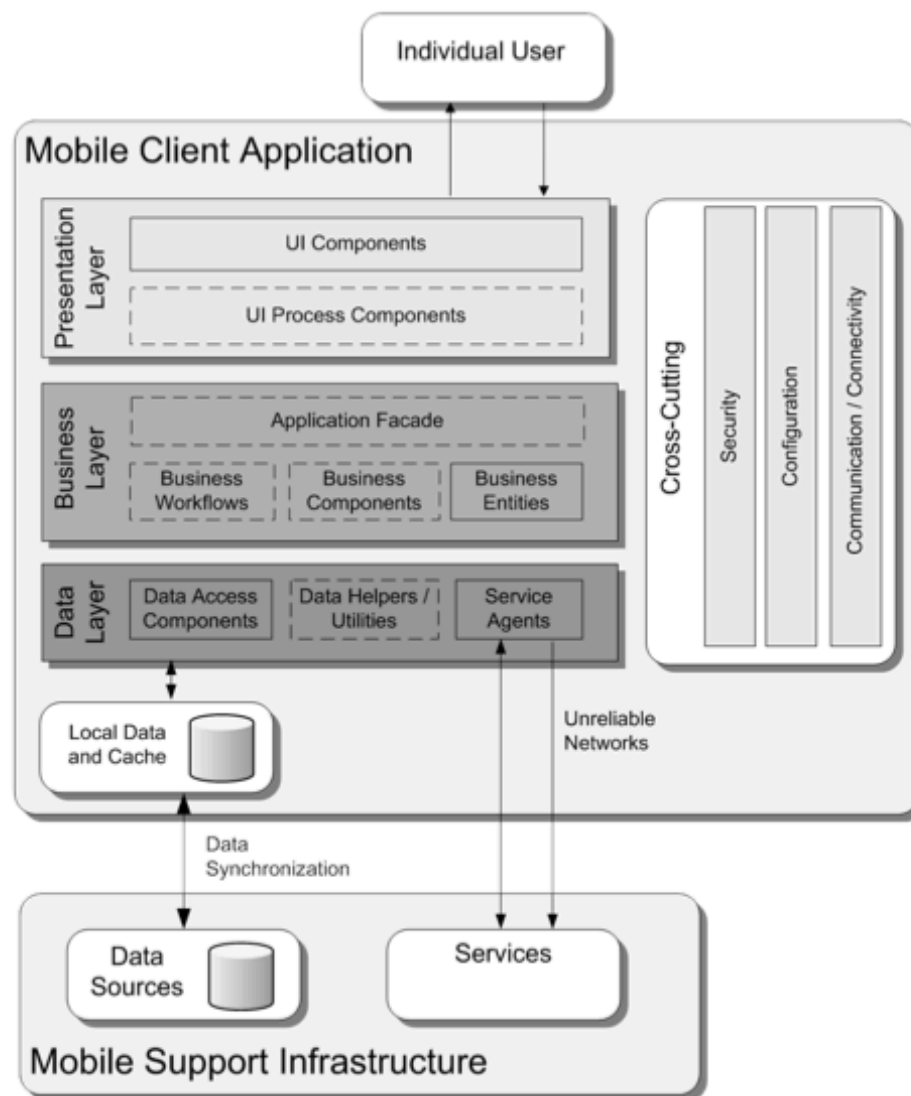 Individual User
Mobile Client Application
Presentation
Layer
UI Components
UI Process Components
Business
Layer
Application Facade
Business
Workflows
Business
Components
Business
Entities
Data
Layer
Data Access
Components
Data Helpers /
Utilities
Service
Agents
Cross-Cutting
Security
Configuration
Communication / Connectivity
Local Data
and Cache
Unreliable
Networks
Data
Synchronization
Data
Sources
Services
Mobile Support Infrastructure